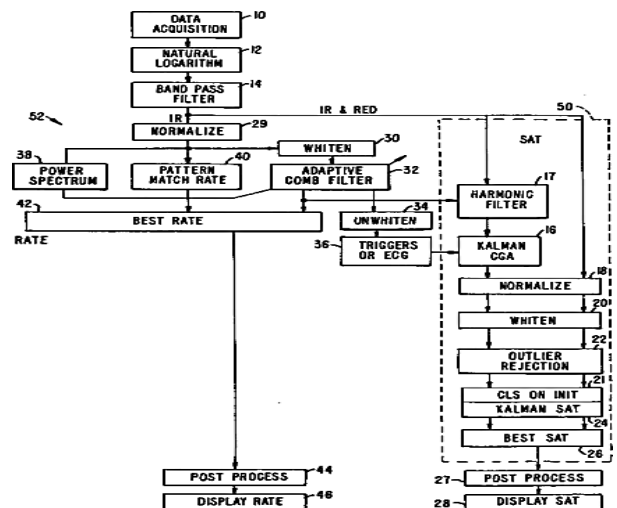 DATA
ACQUISITION
10
NATURAL
LOGARITHM
12
BAND PASS
FILTER
14
50
IR
IR & RED
52
NORMALIZE
29
SAT
WHITEN
30
38
POWER
SPECTRUM
40
PATTERN
MATCH RATE
ADAPTIVE
COMB FILTER
32
17
HARMONIC
FILTER
42
BEST RATE
RATE
34
UNWHITEN
36
TRIGGERS
OR ECG
16
KALMAN
CGA
18
NORMALIZE
20
WHITEN
22
OUTLIER
REJECTION
21
CLS ON INIT
KALMAN SAT
24
BEST SAT
26
POST PROCESS
44
27
POST PROCESS
DISPLAY RATE
46
28
DISPLAY SAT